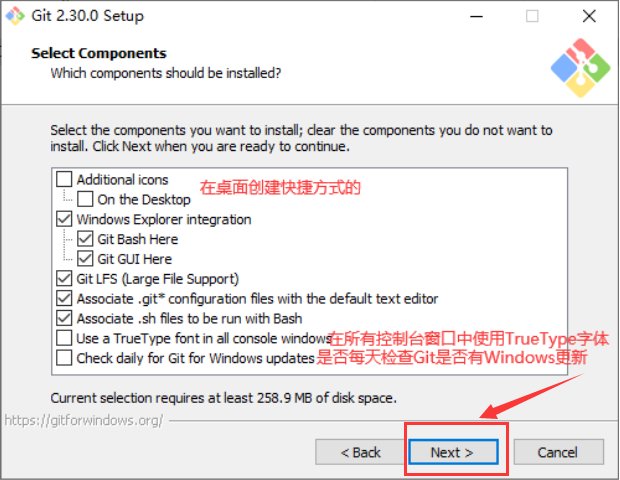 Git 2.30.0 Setup
Select Components
Which components should be installed?
Select the components you want to install; clear the components you do not want to
install. Click Next when you are ready to continue.
Additional icons
在桌面创建快捷方式的
On the Desktop
Windows Explorer integration
Git Bash Here
Git GUI Here
Git LFS (Large File Support)
Associate .git* configuration files with the default text editor
Associate .sh files to be run with Bash
Use a TrueType font in all console windows 在所有控制台窗口中使用TrueType字体
Check daily for Git for Windows updates 是否每天检查Git是否有Windows更新
Current selection requires at least 258.9 MB of disk space.
https://gitforwindows.org/
< Back
Next >
Cancel